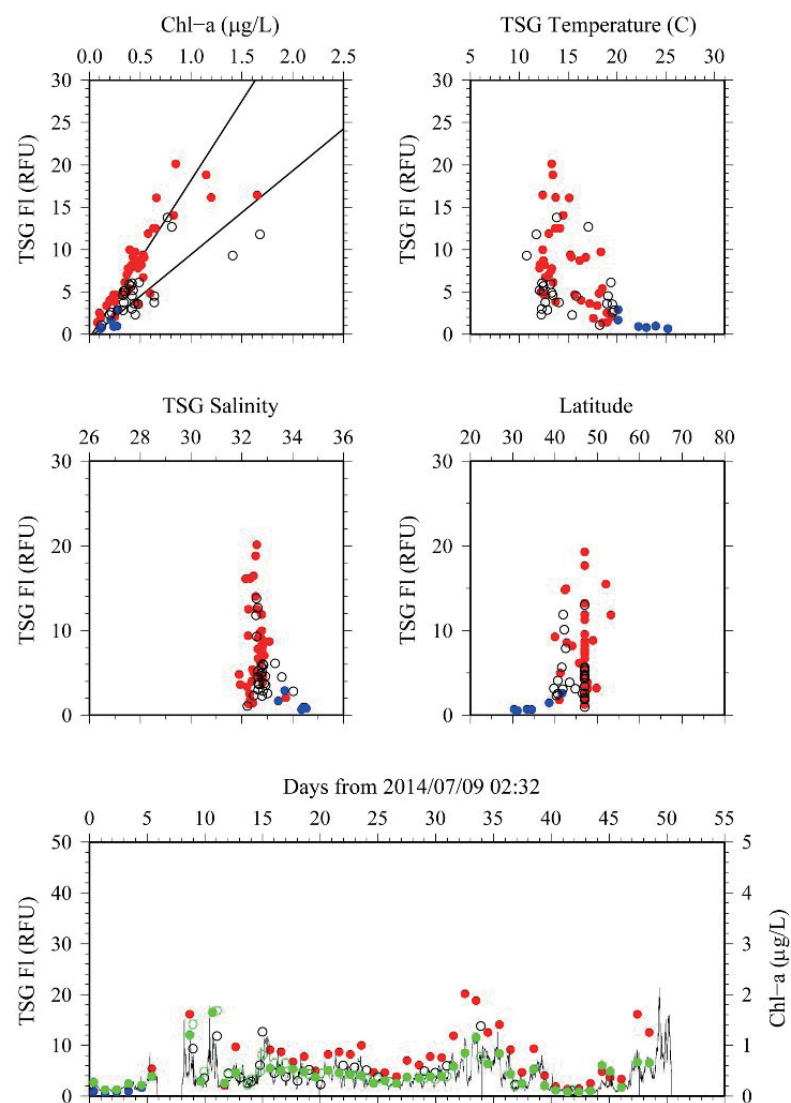 Chl−a (μg/L)
0.0 0.5 1.0 1.5 2.0 2.5
TSG Fl (RFU)
30
25
20
15
10
5
0
TSG Temperature (C)
5 10 15 20 25 30
TSG Fl (RFU)
30
25
20
15
10
5
0
TSG Salinity
26 28 30 32 34 36
TSG Fl (RFU)
30
20
10
0
Latitude
20 30 40 50 60 70 80
TSG Fl (RFU)
30
20
10
0
Days from 2014/07/09 02:32
0 5 10 15 20 25 30 35 40 45 50 55
TSG Fl (RFU)
50
40
30
20
10
0
5
4
3
2
1
0
Chl−a (μg/L)